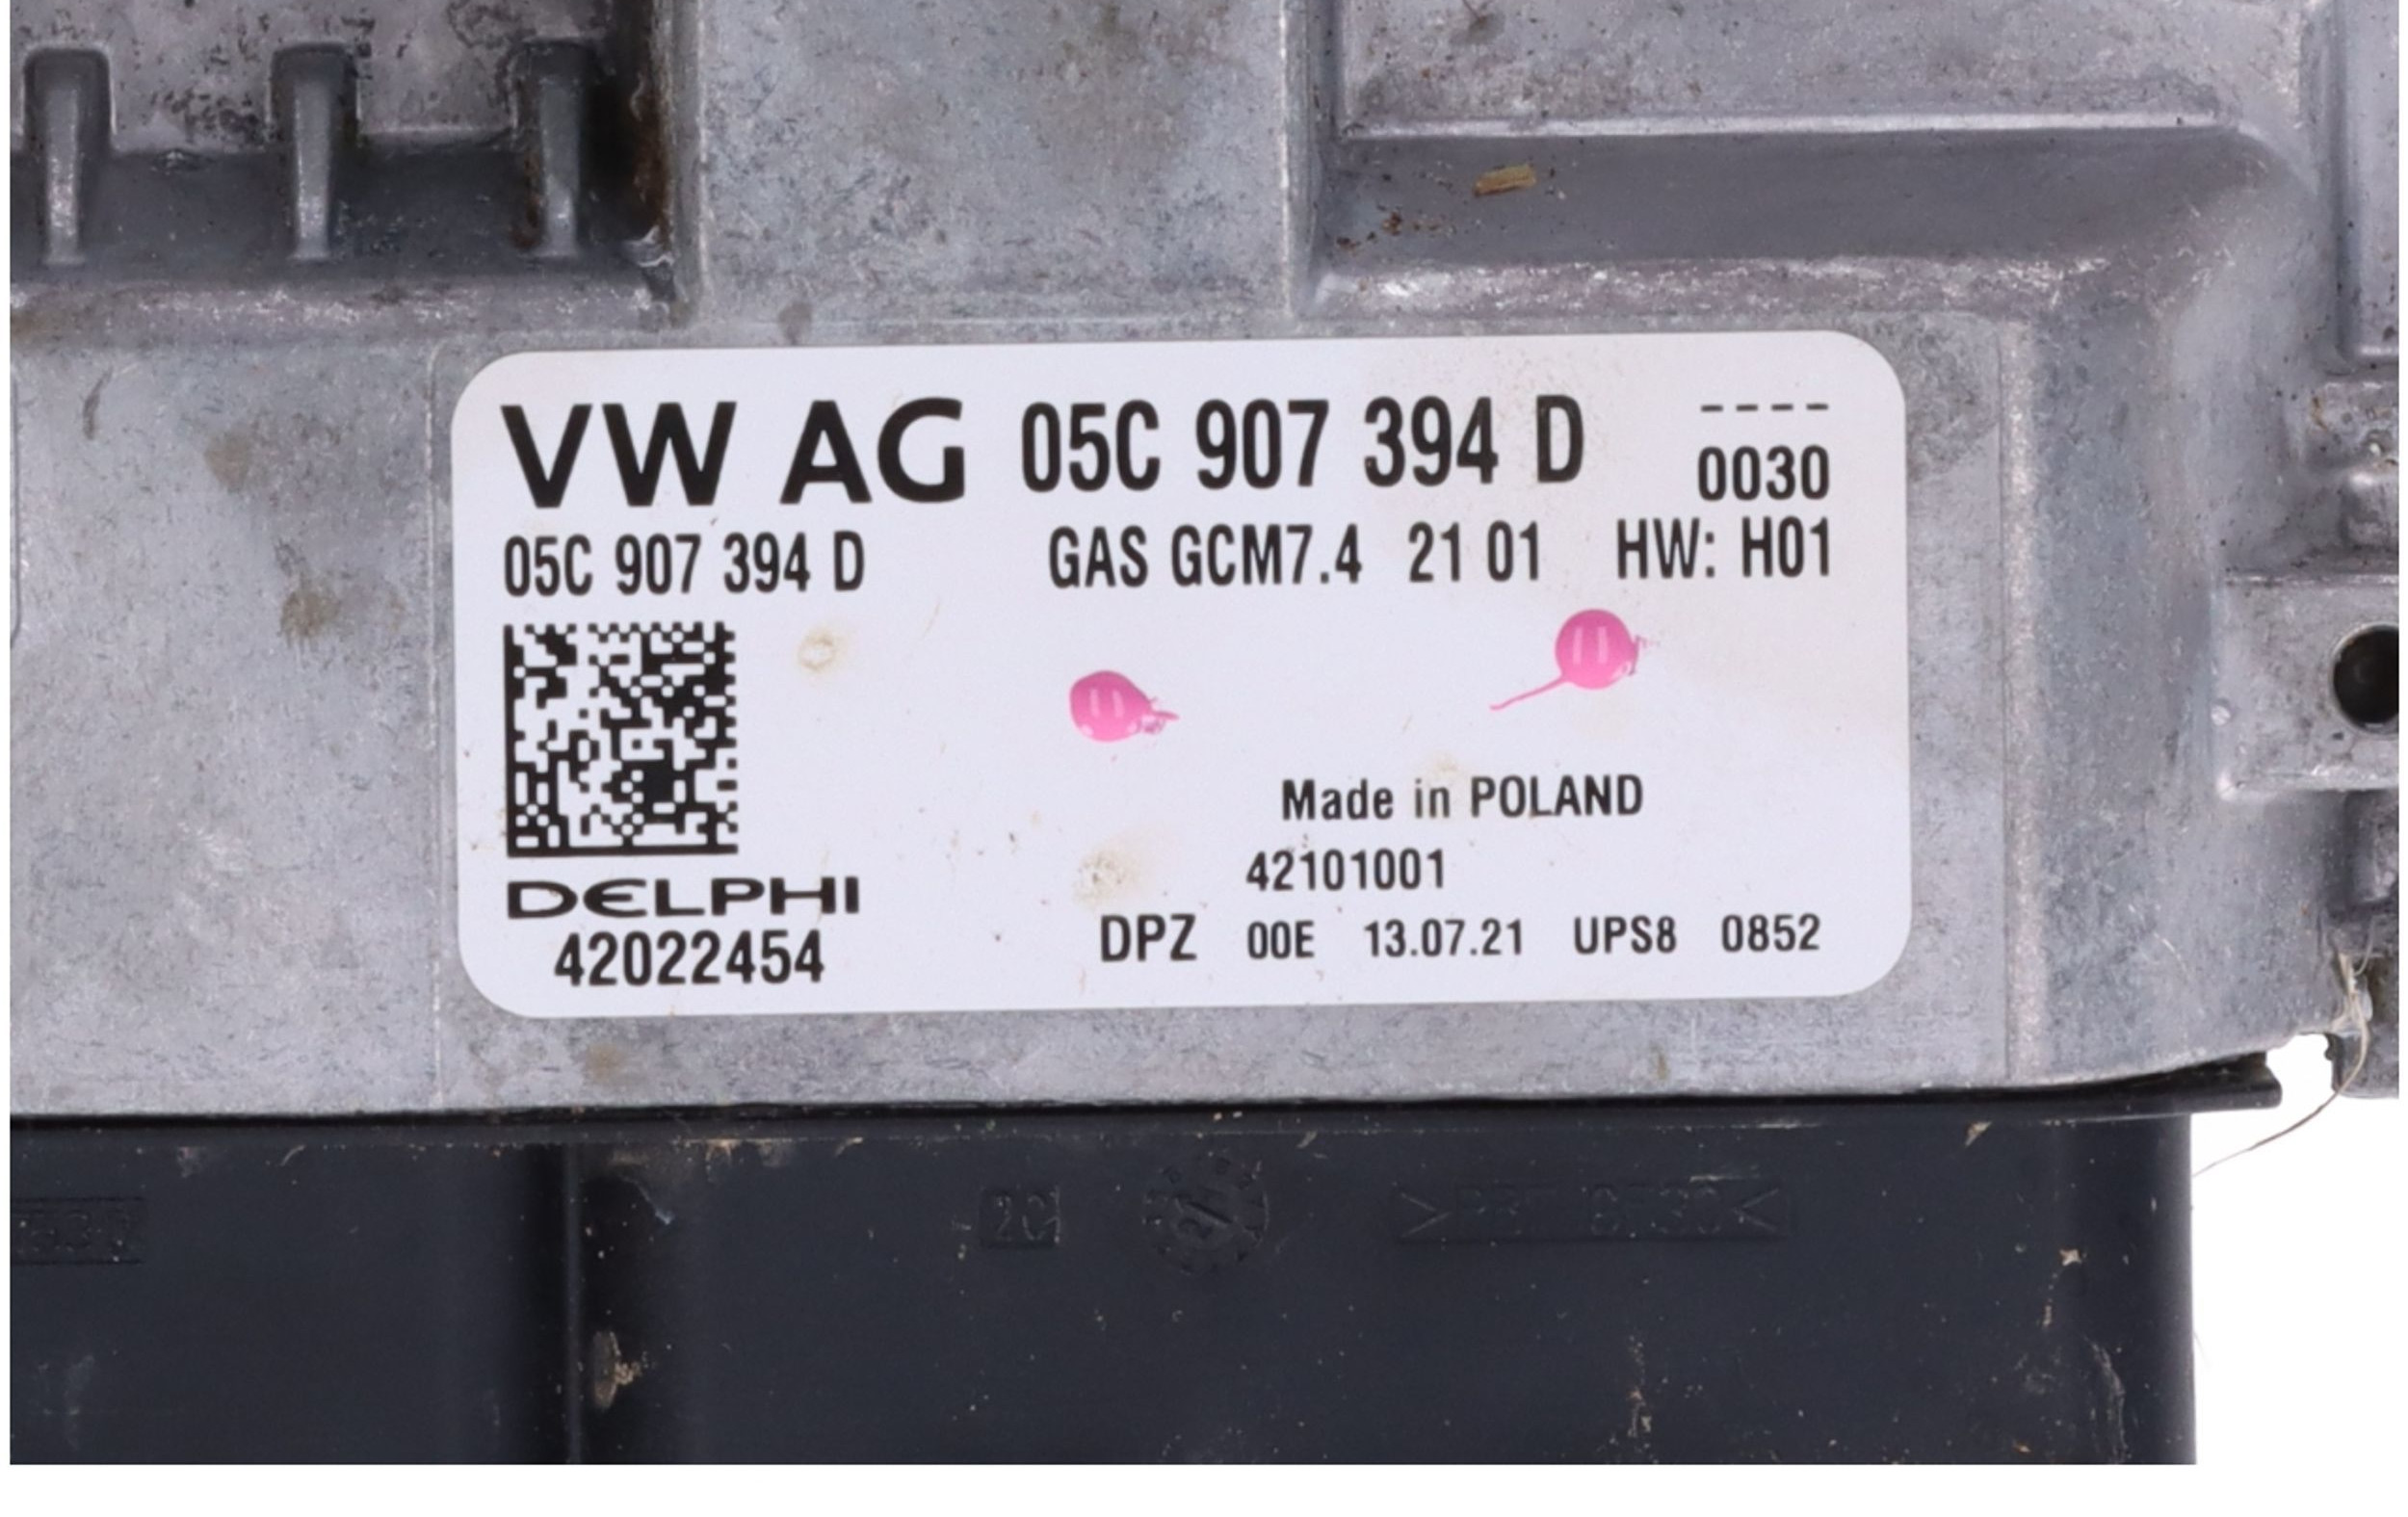 VW AG 05C 907 394 D ----
0030
05C 907 394 D GAS GCM7.4 21 01 HW: H01
DELPHI
42022454
Made in POLAND
42101001
DPZ 00E 13.07.21 UPS8 0852
2C